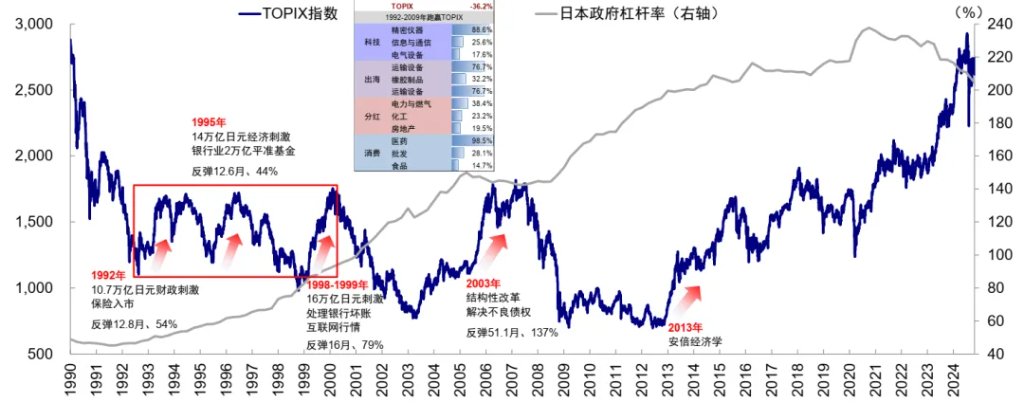 TOPIX指数
日本政府杠杆率（右轴）
（%）
TOPIX -36.2%
1992-2009年跑赢TOPIX
科技
精密仪器 88.6%
信息与通信 25.6%
电气设备 17.6%
出海
运输设备 76.7%
橡胶制品 32.2%
运输设备 76.7%
分红
电力与燃气 38.4%
化工 23.2%
房地产 19.5%
消费
医药 98.5%
批发 28.1%
食品 14.7%
3,000
2,500
2,000
1,500
1,000
500
240
220
200
180
160
140
120
100
80
60
40
1995年
14万亿日元经济刺激
银行业2万亿平准基金
反弹12.6月、44%
1992年
10.7万亿日元财政刺激
保险入市
反弹12.8月、54%
1998-1999年
16万亿日元刺激
处理银行坏账
互联网行情
反弹16月、79%
2003年
结构性改革
解决不良债权
反弹51.1月，137%
2013年
安倍经济学
1990
1991
1992
1993
1994
1995
1996
1997
1998
1999
2000
2001
2002
2003
2004
2005
2006
2007
2008
2009
2010
2011
2012
2013
2014
2015
2016
2017
2018
2019
2020
2021
2022
2023
2024